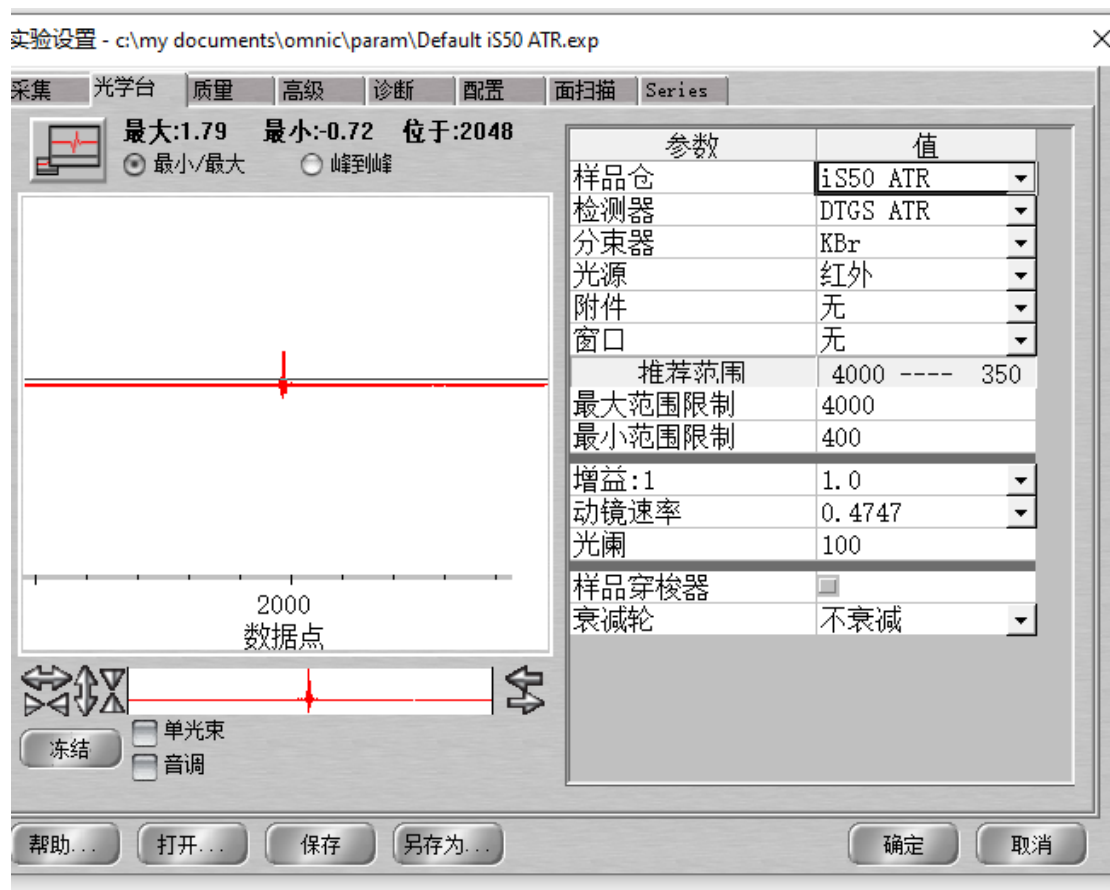 实验设置 - c:\my documents\omnic\param\Default iS50 ATR.exp
采集 光学台 质量 高级 诊断 配置 面扫描 Series
最大:1.79 最小:-0.72 位于:2048
最小/最大 峰到峰
2000
数据点
冻结
单光束
音调
参数 值
样品仓 iS50 ATR
检测器 DTGS ATR
分束器 KBr
光源 红外
附件 无
窗口 无
推荐范围 4000 ---- 350
最大范围限制 4000
最小范围限制 400
增益:1 1.0
动镜速率 0.4747
光阑 100
样品穿梭器
衰减轮 不衰减
帮助... 打开... 保存 另存为... 确定 取消